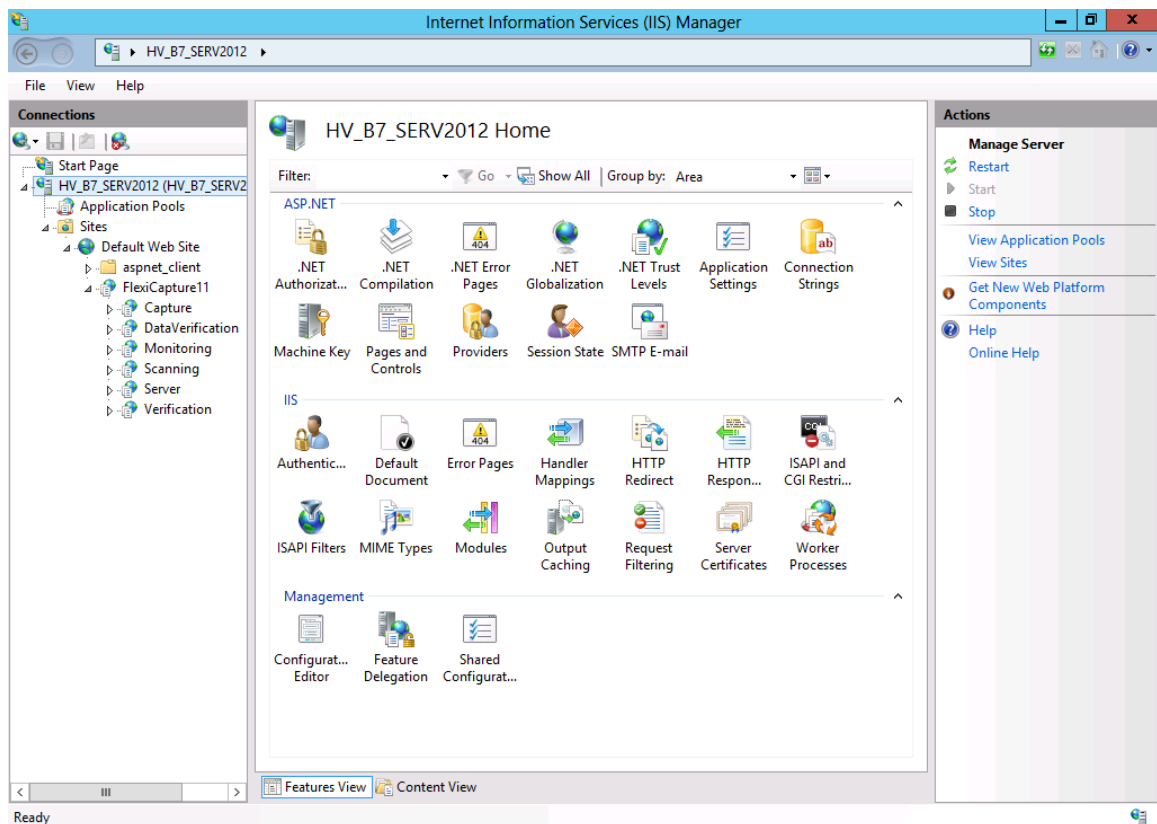 Internet Information Services (IIS) Manager
HV_B7_SERV2012
File View Help
Connections
Start Page
HV_B7_SERV2012 (HV_B7_SERV2
Application Pools
Sites
Default Web Site
aspnet_client
FlexiCapture11
Capture
DataVerification
Monitoring
Scanning
Server
Verification
HV_B7_SERV2012 Home
Filter: Go Show All Group by: Area
ASP.NET
.NET Authorizat...
.NET Compilation
.NET Error Pages
.NET Globalization
.NET Trust Levels
Application Settings
Connection Strings
Machine Key
Pages and Controls
Providers
Session State
SMTP E-mail
IIS
Authentic...
Default Document
Error Pages
Handler Mappings
HTTP Redirect
HTTP Respon...
ISAPI and CGI Restri...
ISAPI Filters
MIME Types
Modules
Output Caching
Request Filtering
Server Certificates
Worker Processes
Management
Configurat... Editor
Feature Delegation
Shared Configurat...
Features View Content View
Actions
Manage Server
Restart
Start
Stop
View Application Pools
View Sites
Get New Web Platform
Components
Help
Online Help
Ready